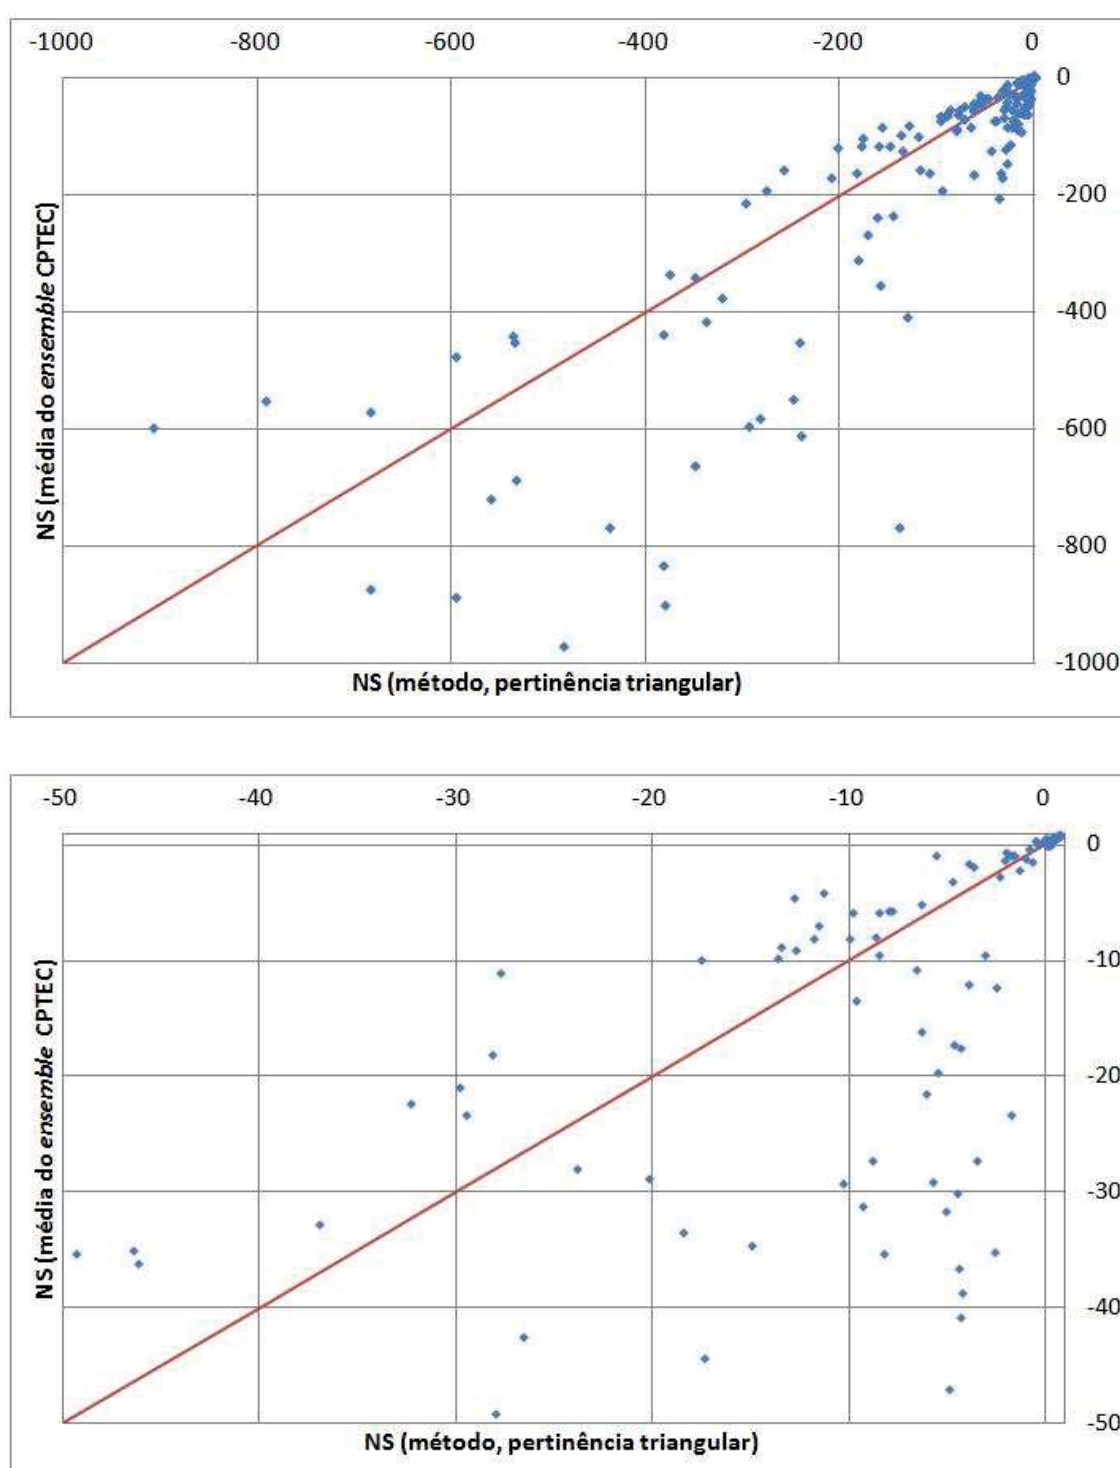 -1000 -800 -600 -400 -200 0
0
-200
-400
-600
-800
-1000
NS (média do ensemble CPTEC)
NS (método, pertinência triangular)
-50 -40 -30 -20 -10 0
0
-10
-20
-30
-40
-50
NS (média do ensemble CPTEC)
NS (método, pertinência triangular)